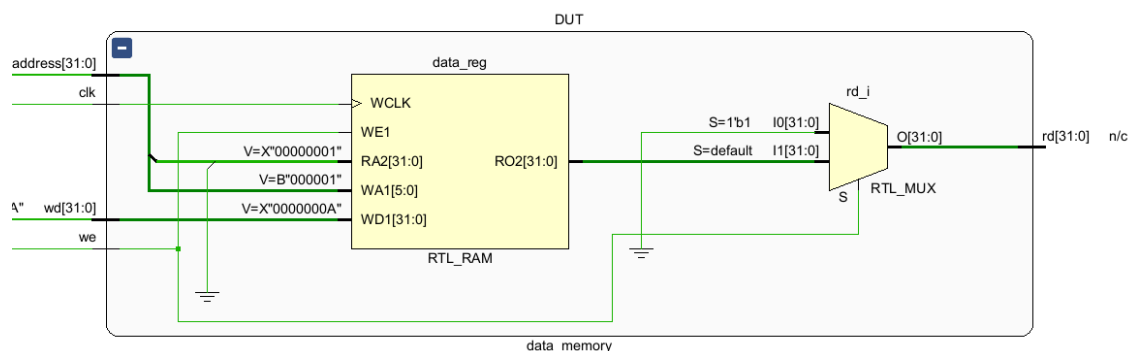 DUT
address[31:0]
clk
A" wd[31:0]
we
data_reg
WCLK
WE1
V=X"00000001" RA2[31:0]
RO2[31:0]
V=B"000001" WA1[5:0]
V=X"0000000A" WD1[31:0]
RTL_RAM
rd_i
S=1'b1 I0[31:0]
S=default I1[31:0]
O[31:0]
S
RTL_MUX
rd[31:0] n/c
data_memory